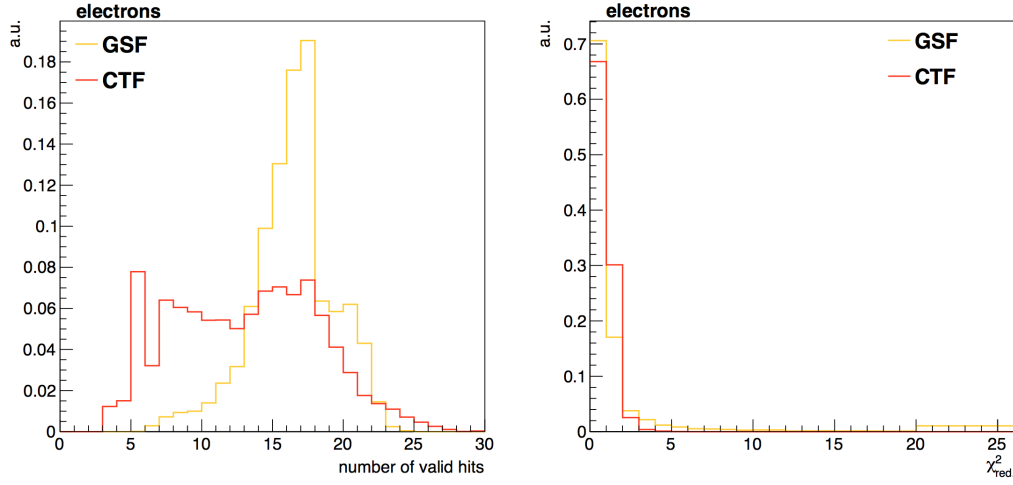 electrons
a.u.
GSF
CTF
0.18
0.16
0.14
0.12
0.1
0.08
0.06
0.04
0.02
0
0 5 10 15 20 25 30
number of valid hits
electrons
a.u.
GSF
CTF
0.7
0.6
0.5
0.4
0.3
0.2
0.1
0
0 5 10 15 20 25
χ²red.